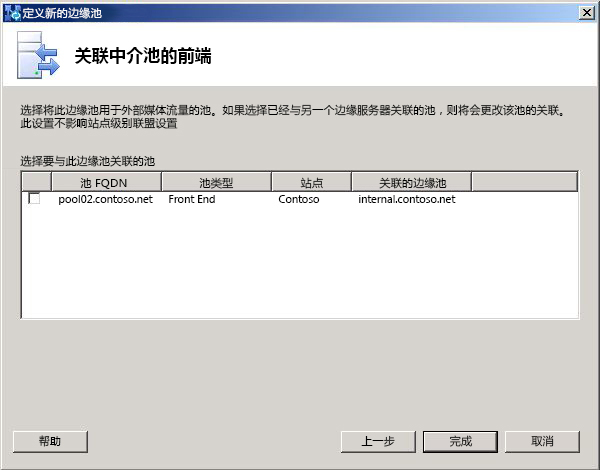 定义新的边缘池
关联中介池的前端
选择将此边缘池用于外部媒体流量的池。如果选择已经与另一个边缘服务器关联的池，则将会更改该池的关联。
此设置不影响站点级别联盟设置
选择要与此边缘池关联的池
池 FQDN 池类型 站点 关联的边缘池
pool02.contoso.net Front End Contoso internal.contoso.net
帮助 上一步 完成 取消